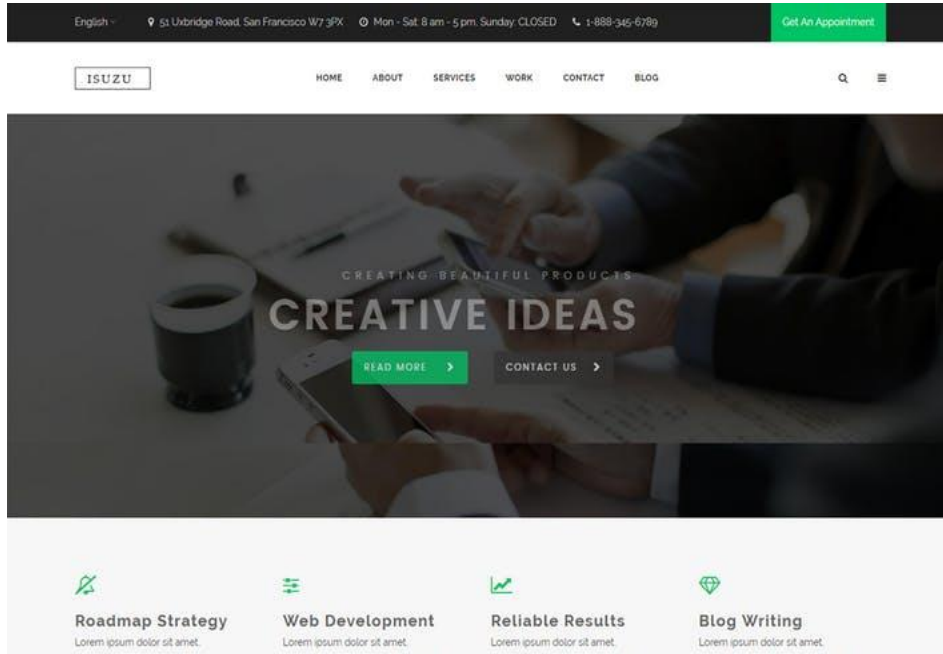 English
51 Uxbridge Road, San Francisco W7 3PX
Mon - Sat: 8 am - 5 pm, Sunday: CLOSED
1-888-345-6789
Get An Appointment
ISUZU
HOME ABOUT SERVICES WORK CONTACT BLOG
CREATING BEAUTIFUL PRODUCTS
CREATIVE IDEAS
READ MORE
CONTACT US
Roadmap Strategy
Lorem ipsum dolor sit amet,
Web Development
Lorem ipsum dolor sit amet,
Reliable Results
Lorem ipsum dolor sit amet,
Blog Writing
Lorem ipsum dolor sit amet,